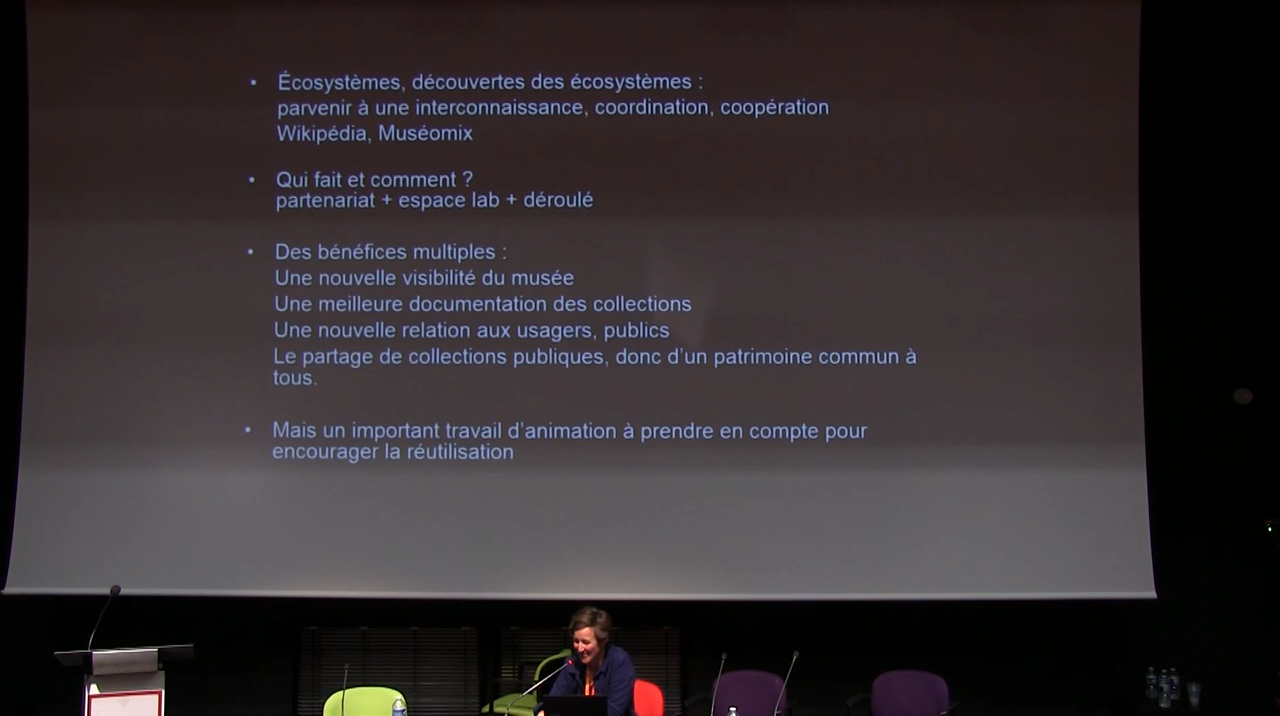 • Écosystèmes, découvertes des écosystèmes :
parvenir à une interconnaissance, coordination, coopération
Wikipédia, Muséomix
• Qui fait et comment ?
partenariat + espace lab + déroulé
• Des bénéfices multiples :
Une nouvelle visibilité du musée
Une meilleure documentation des collections
Une nouvelle relation aux usagers, publics
Le partage de collections publiques, donc d'un patrimoine commun à
tous.
• Mais un important travail d'animation à prendre en compte pour
encourager la réutilisation